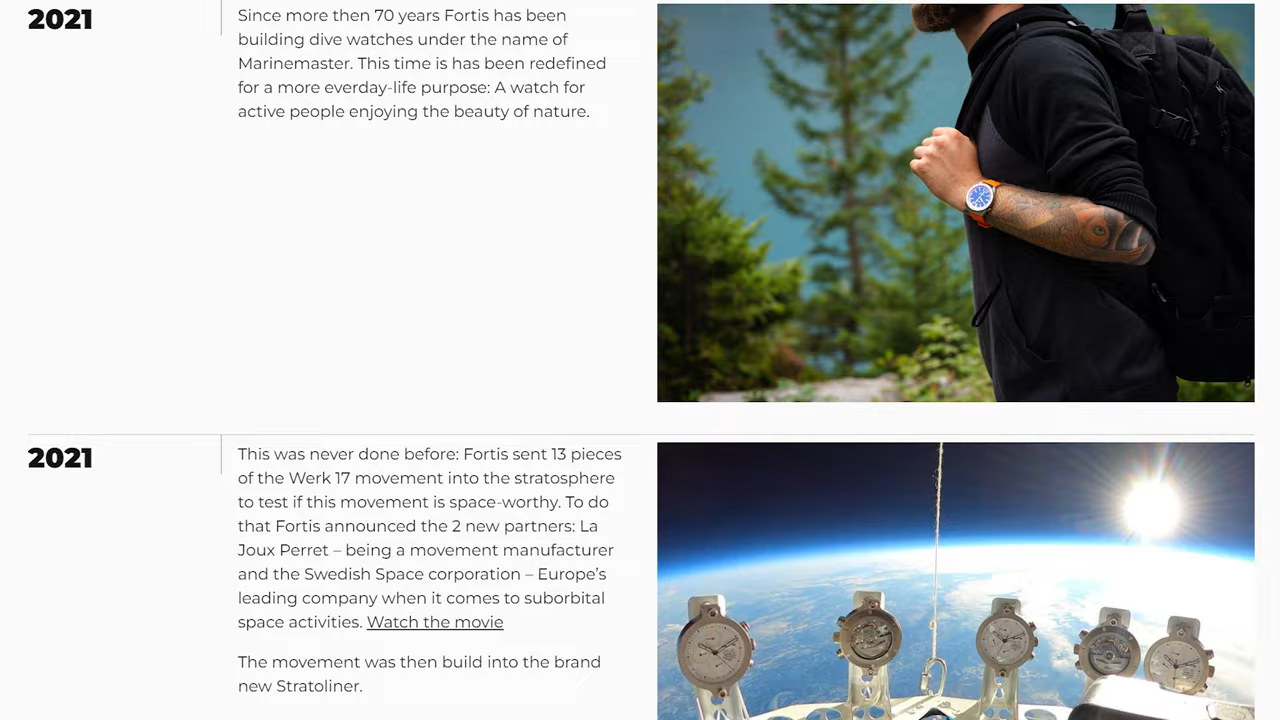 2021
Since more then 70 years Fortis has been
building dive watches under the name of
Marinemaster. This time is has been redefined
for a more everday-life purpose: A watch for
active people enjoying the beauty of nature.
2021
This was never done before: Fortis sent 13 pieces
of the Werk 17 movement into the stratosphere
to test if this movement is space-worthy. To do
that Fortis announced the 2 new partners: La
Joux Perret – being a movement manufacturer
and the Swedish Space corporation – Europe's
leading company when it comes to suborbital
space activities. Watch the movie
The movement was then build into the brand
new Stratoliner.